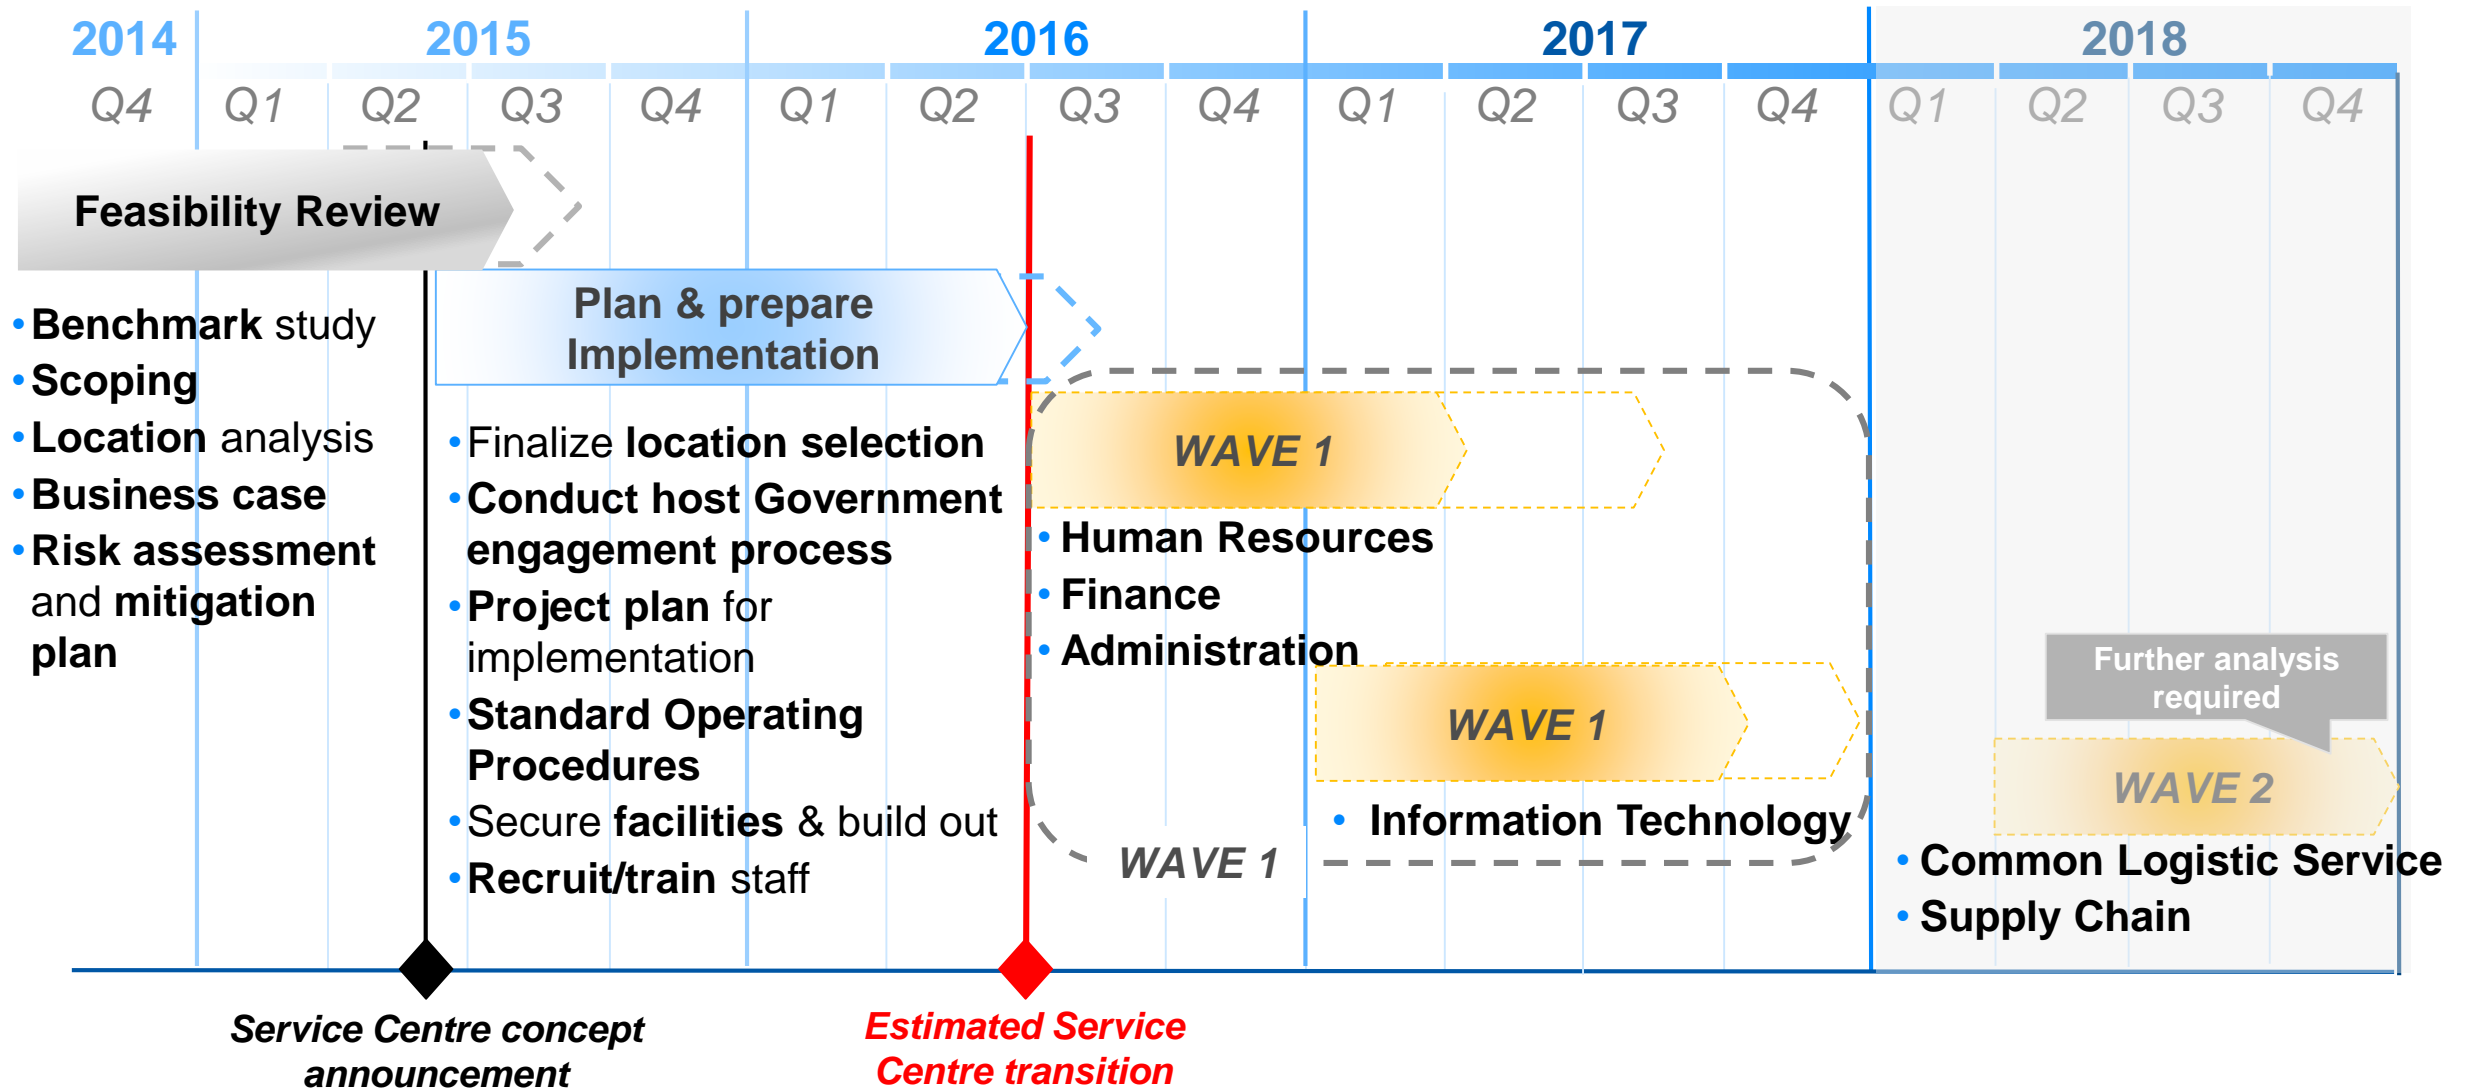 2014
2015
2016
2017
2018
Q4
Q1
Q2
Q3
Q4
Q1
Q2
Q3
Q4
Q1
Q2
Q3
Q4
Q1
Q2
Q3
Q4
Feasibility Review
•Benchmark study
•Scoping
•Location analysis
•Business case
•Risk assessment
and mitigation
plan
Plan & prepare
Implementation
•Finalize location selection
•Conduct host Government
engagement process
•Project plan for
implementation
•Standard Operating
Procedures
•Secure facilities & build out
•Recruit/train staff
WAVE 1
•Human Resources
•Finance
•Administration
WAVE 1
• Information Technology
WAVE 1
Further analysis
required
WAVE 2
•Common Logistic Service
•Supply Chain
Service Centre concept
announcement
Estimated Service
Centre transition